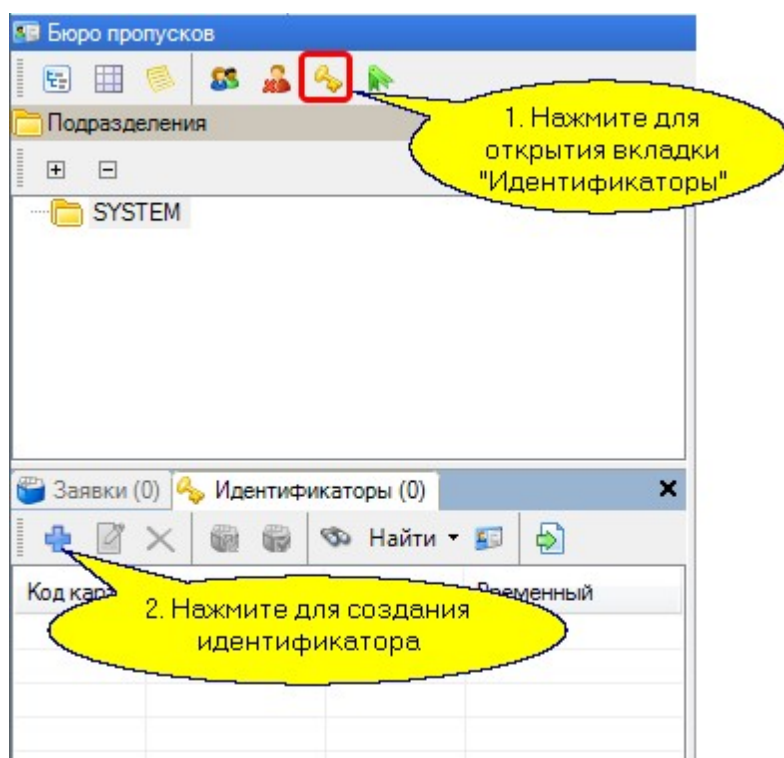 Бюро пропусков
Подразделения
1. Нажмите для
открытия вкладки
"Идентификаторы"
SYSTEM
Заявки (0) Идентификаторы (0)
Найти
Код
2. Нажмите для создания
идентификатора